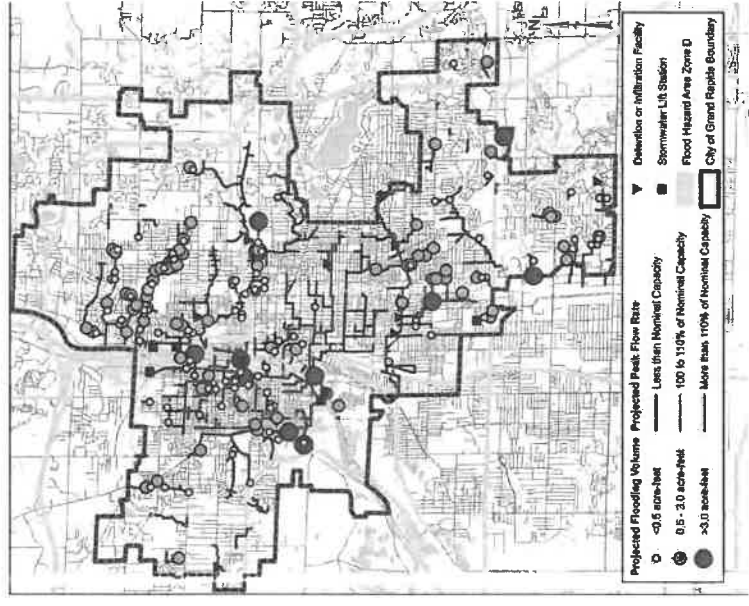 N
Projected Flooding Volume
<0.5 acre-feet
0.5 - 3.0 acre-feet
>3.0 acre-feet
Projected Peak Flow Rate
Less than Nominal Capacity
100 to 110% of Nominal Capacity
More than 110% of Nominal Capacity
Detention or Infiltration Facility
Stormwater Lift Station
Flood Hazard Area Zone D
City of Grand Rapids Boundary